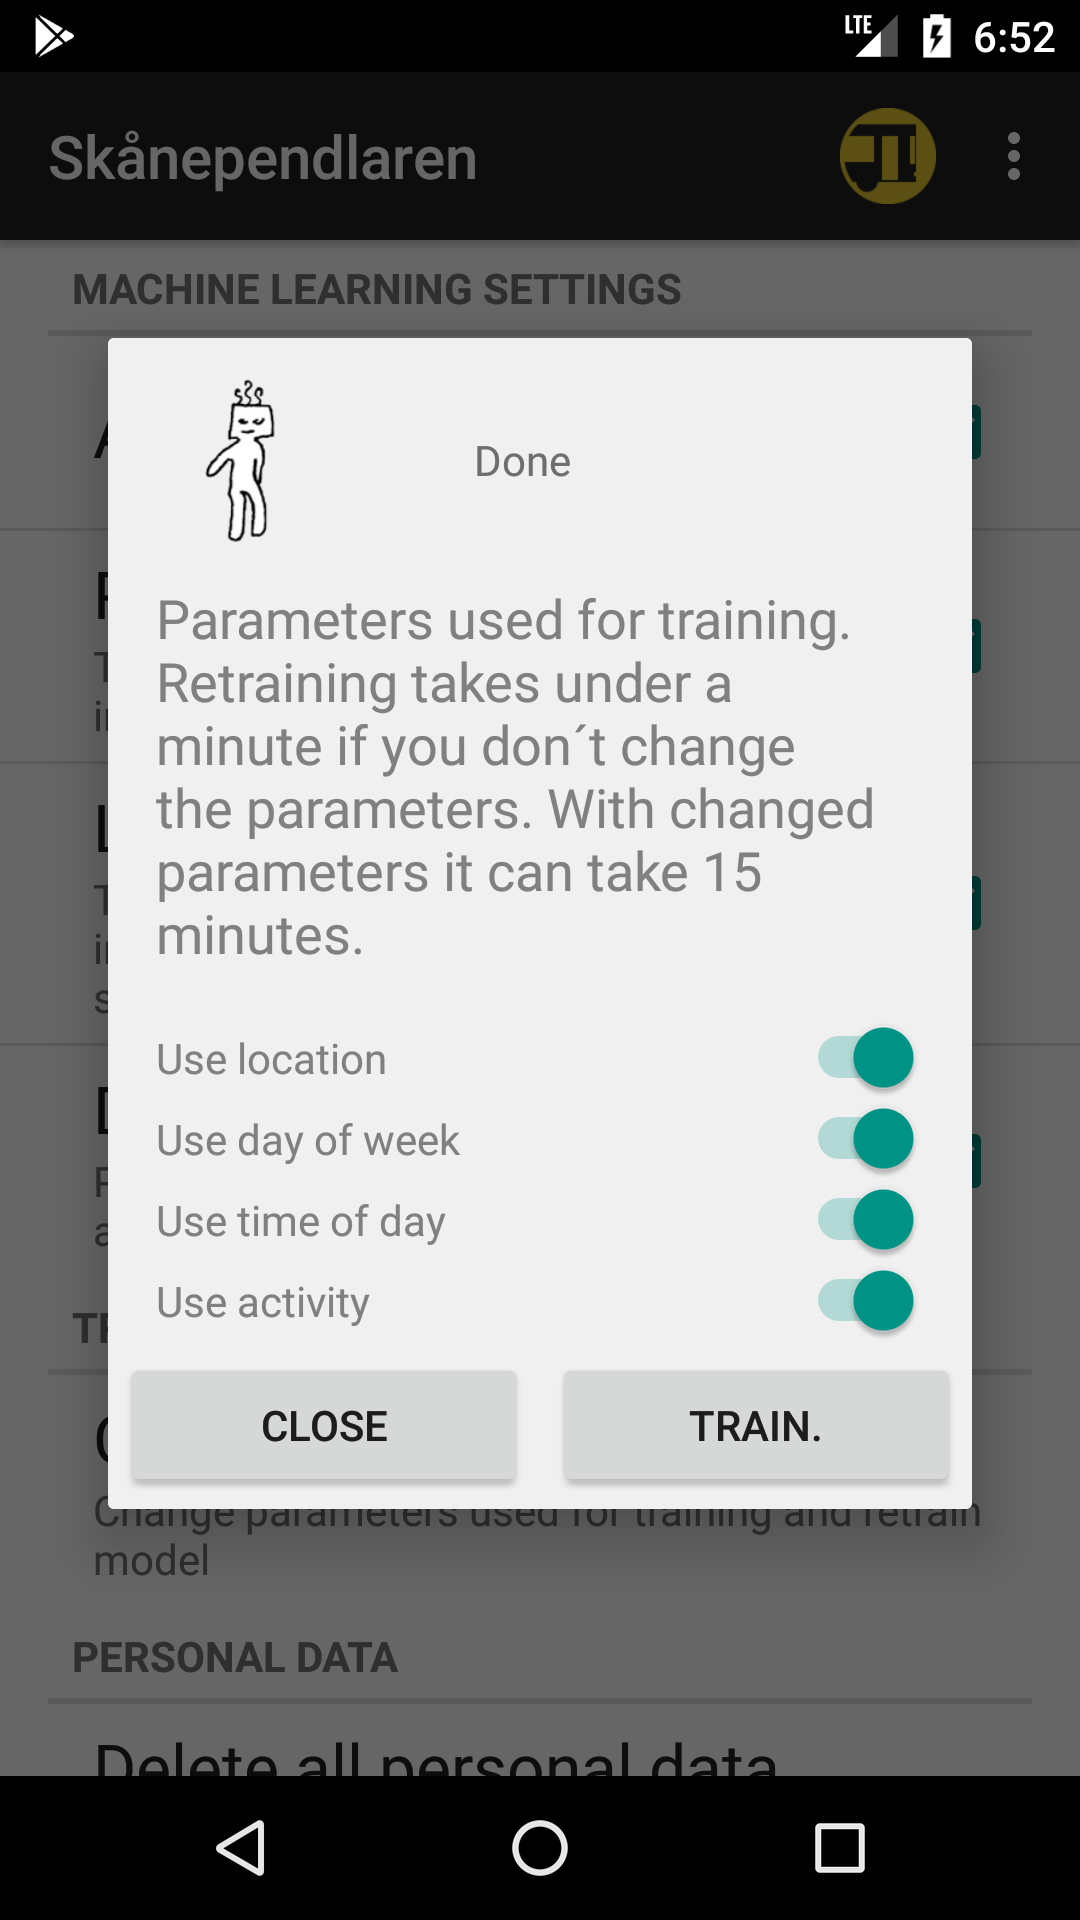 LTE 6:52
Skånependlaren
MACHINE LEARNING SETTINGS
Done
Parameters used for training.
Retraining takes under a
minute if you don´t change
the parameters. With changed
parameters it can take 15
minutes.
Use location
Use day of week
Use time of day
Use activity
CLOSE
TRAIN.
Change parameters used for training and retrain
model
PERSONAL DATA
Delete all personal data